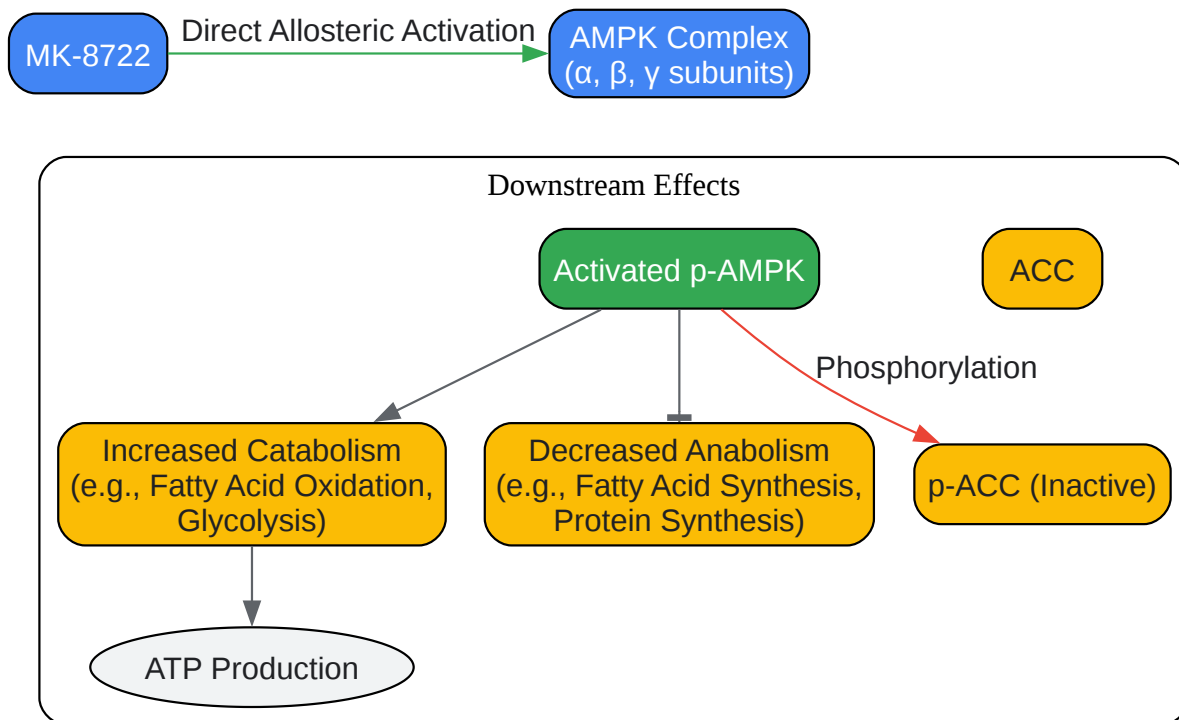 Direct Allosteric Activation
MK-8722
AMPK Complex
(α, β, γ subunits)
Downstream Effects
Activated p-AMPK
ACC
Phosphorylation
Increased Catabolism
(e.g., Fatty Acid Oxidation,
Glycolysis)
Decreased Anabolism
(e.g., Fatty Acid Synthesis,
Protein Synthesis)
p-ACC (Inactive)
ATP Production